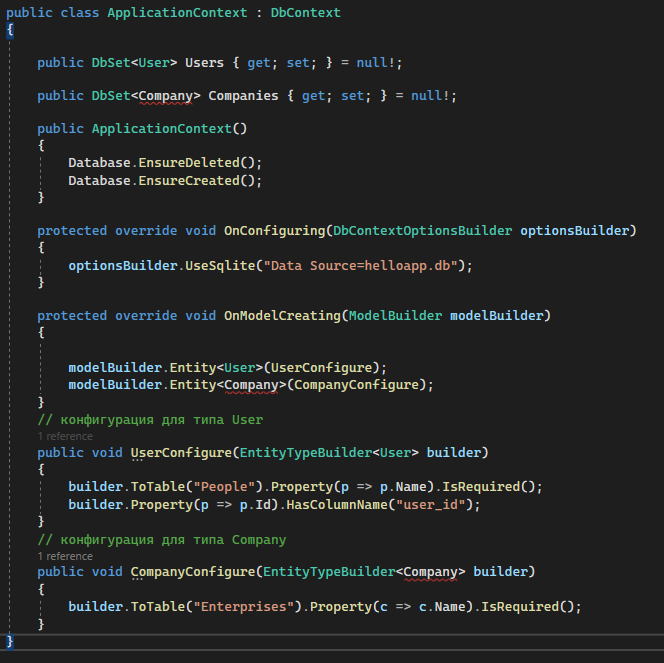 public class ApplicationContext : DbContext
{
    public DbSet<User> Users { get; set; } = null!;
    public DbSet<Company> Companies { get; set; } = null!;
    public ApplicationContext()
    {
        Database.EnsureDeleted();
        Database.EnsureCreated();
    }
    protected override void OnConfiguring(DbContextOptionsBuilder optionsBuilder)
    {
        optionsBuilder.UseSqlite("Data Source=helloapp.db");
    }
    protected override void OnModelCreating(ModelBuilder modelBuilder)
    {
        modelBuilder.Entity<User>(UserConfigure);
        modelBuilder.Entity<Company>(CompanyConfigure);
    }
    // конфигурация для типа User
    1 reference
    public void UserConfigure(EntityTypeBuilder<User> builder)
    {
        builder.ToTable("People").Property(p => p.Name).IsRequired();
        builder.Property(p => p.Id).HasColumnName("user_id");
    }
    // конфигурация для типа Company
    1 reference
    public void CompanyConfigure(EntityTypeBuilder<Company> builder)
    {
        builder.ToTable("Enterprises").Property(c => c.Name).IsRequired();
    }
}